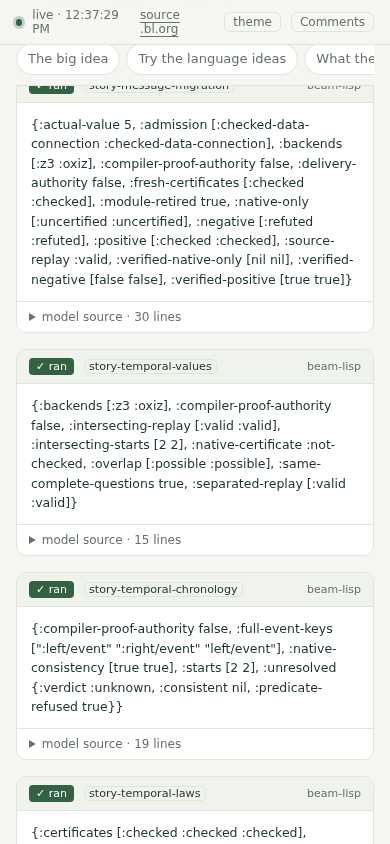 live · 12:37:29 PM
source .bl.org
theme
Comments
The big idea
Try the language ideas
What the
✓ ran
story-message-migration
beam-lisp
{:actual-value 5, :admission [:checked-data-
connection :checked-data-connection], :backends
[:z3 :oxiz], :compiler-proof-authority false, :delivery-
authority false, :fresh-certificates [:checked
:checked], :module-retired true, :native-only
[:uncertified :uncertified], :negative [:refuted
:refuted], :positive [:checked :checked], :source-
replay :valid, :verified-native-only [nil nil], :verified-
negative [false false], :verified-positive [true true]}
model source · 30 lines
✓ ran
story-temporal-values
beam-lisp
{:backends [:z3 :oxiz], :compiler-proof-authority
false, :intersecting-replay [:valid :valid],
:intersecting-starts [2 2], :native-certificate :not-
checked, :overlap [:possible :possible], :same-
complete-questions true, :separated-replay [:valid
:valid]}
model source · 15 lines
✓ ran
story-temporal-chronology
beam-lisp
{:compiler-proof-authority false, :full-event-keys
[":left/event" ":right/event" "left/event"], :native-
consistency [true true], :starts [2 2], :unresolved
{:verdict :unknown, :consistent nil, :predicate-
refused true}}
model source · 19 lines
✓ ran
story-temporal-laws
beam-lisp
{:certificates [:checked :checked :checked],